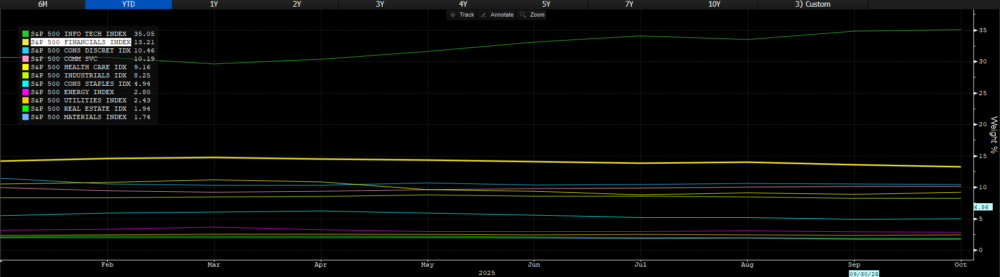 6M YTD 1Y 2Y 3Y 4Y 5Y 7Y 10Y 3) Custom
Track Annotate Zoom
S&P 500 INFO TECH INDEX 35.05
S&P 500 FINANCIALS INDEX 13.21
S&P 500 CONS DISCRET IDX 10.46
S&P 500 COMM SVC 10.19
S&P 500 HEALTH CARE IDX 9.16
S&P 500 INDUSTRIALS IDX 8.25
S&P 500 CONS STAPLES IDX 4.94
S&P 500 ENERGY INDEX 2.80
S&P 500 UTILITIES INDEX 2.43
S&P 500 REAL ESTATE IDX 1.94
S&P 500 MATERIALS INDEX 1.74
35
30
25
20
15
10
6.86
5
0
Weight %
Feb Mar Apr May Jun Jul Aug Sep Oct
2025
09/30/25